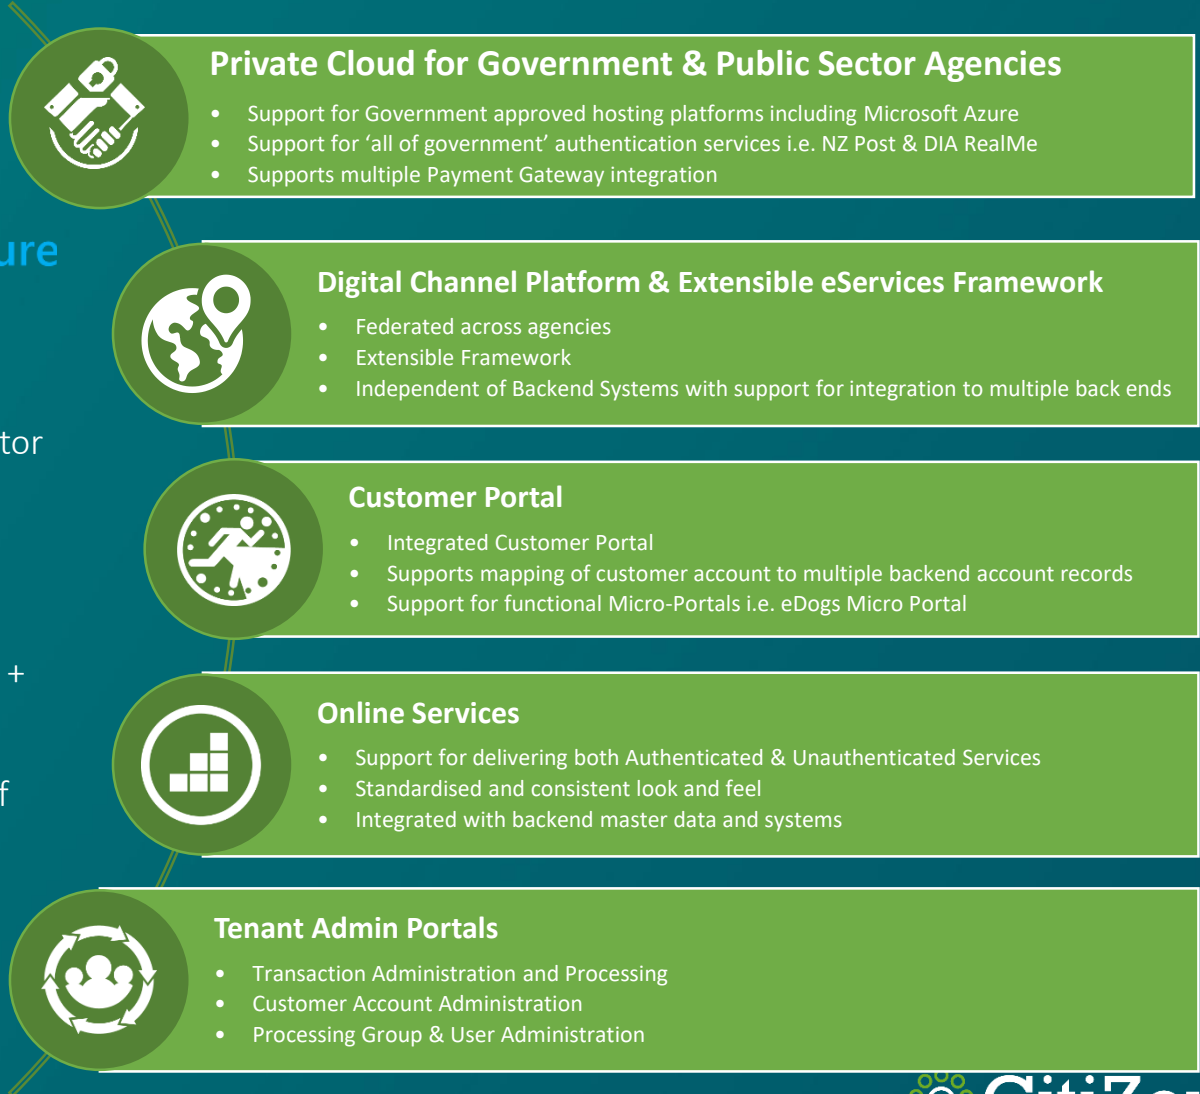 Private Cloud for Government & Public Sector Agencies
• Support for Government approved hosting platforms including Microsoft Azure
• Support for ‘all of government’ authentication services i.e. NZ Post & DIA RealMe
• Supports multiple Payment Gateway integration
ure
Digital Channel Platform & Extensible eServices Framework
• Federated across agencies
• Extensible Framework
• Independent of Backend Systems with support for integration to multiple back ends
tor
Customer Portal
• Integrated Customer Portal
• Supports mapping of customer account to multiple backend account records
• Support for functional Micro-Portals i.e. eDogs Micro Portal
+
Online Services
• Support for delivering both Authenticated & Unauthenticated Services
• Standardised and consistent look and feel
• Integrated with backend master data and systems
f
Tenant Admin Portals
• Transaction Administration and Processing
• Customer Account Administration
• Processing Group & User Administration